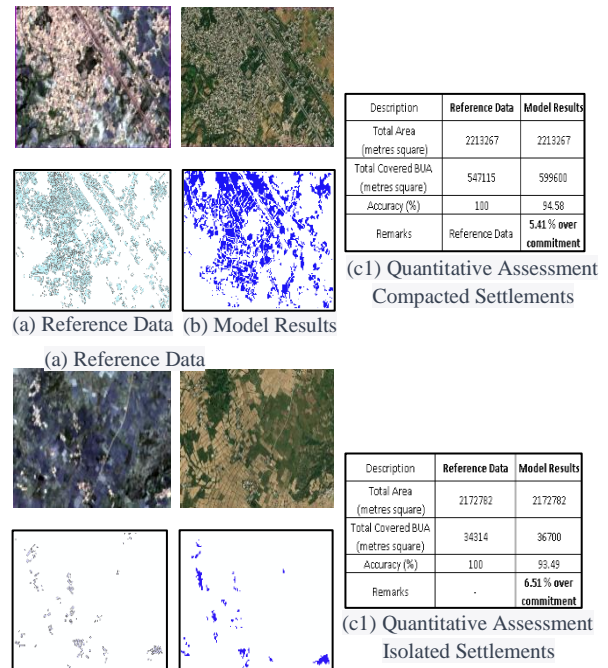 Description Reference Data Model Results
Total Area (metres square) 2213267 2213267
Total Covered BUA (metres square) 547115 599600
Accuracy (%) 100 94.58
Remarks Reference Data 5.41 % over commitment
(c1) Quantitative Assessment
Compacted Settlements
(a) Reference Data (b) Model Results
(a) Reference Data
Description Reference Data Model Results
Total Area (metres square) 2172782 2172782
Total Covered BUA (metres square) 34314 36700
Accuracy (%) 100 93.49
Remarks - 6.51 % over commitment
(c1) Quantitative Assessment
Isolated Settlements